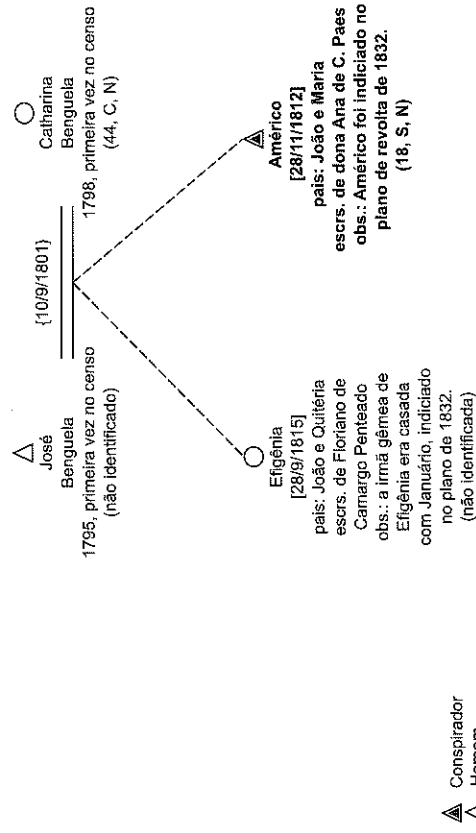 José
Benguela
1795, primeira vez no censo
(não identificado)
{10/9/1801}
Catharina
Benguela
1798, primeira vez no censo
(44, C, N)
Efigênia
[28/9/1815]
pais: João e Quitéria
escrs. de Floriano de
Camargo Penteado
obs.: a irmã gêmea de
Efigênia era casada
com Januário, indiciado
no plano de 1832.
(não identificada)
Américo
[28/11/1812]
pais: João e Maria
escrs. de dona Ana de C. Paes
obs.: Américo foi indiciado no
plano de revolta de 1832.
(18, S, N)
Conspirador
Homem